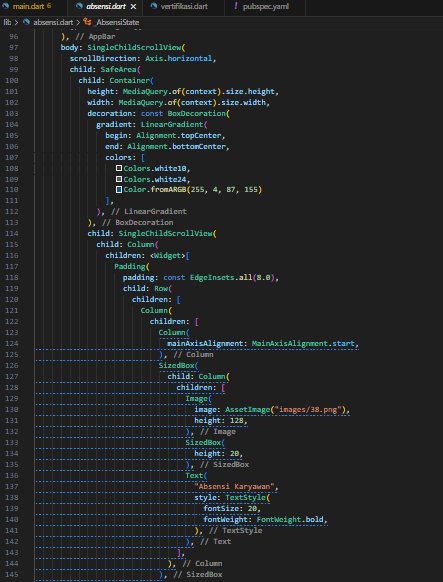 main.dart 6 absensi.dart vertifilkasi.dart pubspec.yaml
lib > absensi.dart > _AbsensiState
96 ), // AppBar
97 body: SingleChildScrollView(
98 scrollDirection: Axis.horizontal,
99 child: SafeArea(
100 child: Container(
101 height: MediaQuery.of(context).size.height,
102 width: MediaQuery.of(context).size.width,
103 decoration: const BoxDecoration(
104 gradient: LinearGradient(
105 begin: Alignment.topCenter,
106 end: Alignment.bottomCenter,
107 colors: [
108 Colors.white10,
109 Colors.white24,
110 Color.fromARGB(255, 4, 87, 155)
111 ],
112 ), // LinearGradient
113 ), // BoxDecoration
114 child: SingleChildScrollView(
115 child: Column(
116 children: <Widget>[
117 Padding(
118 padding: const EdgeInsets.all(8.0),
119 child: Row(
120 children: [
121 Column(
122 children: [
123 Column(
124 mainAxisAlignment: MainAxisAlignment.start,
125 ), // Column
126 SizedBox(
127 child: Column(
128 children: [
129 Image(
130 image: AssetImage("images/38.png"),
131 height: 128,
132 ), // Image
133 SizedBox(
134 height: 20,
135 ), // SizedBox
136 Text(
137 "Absensi Karyawan",
138 style: TextStyle(
139 fontSize: 20,
140 fontWeight: FontWeight.bold,
141 ), // TextStyle
142 ), // Text
143 ],
144 ), // Column
145 ), // SizedBox